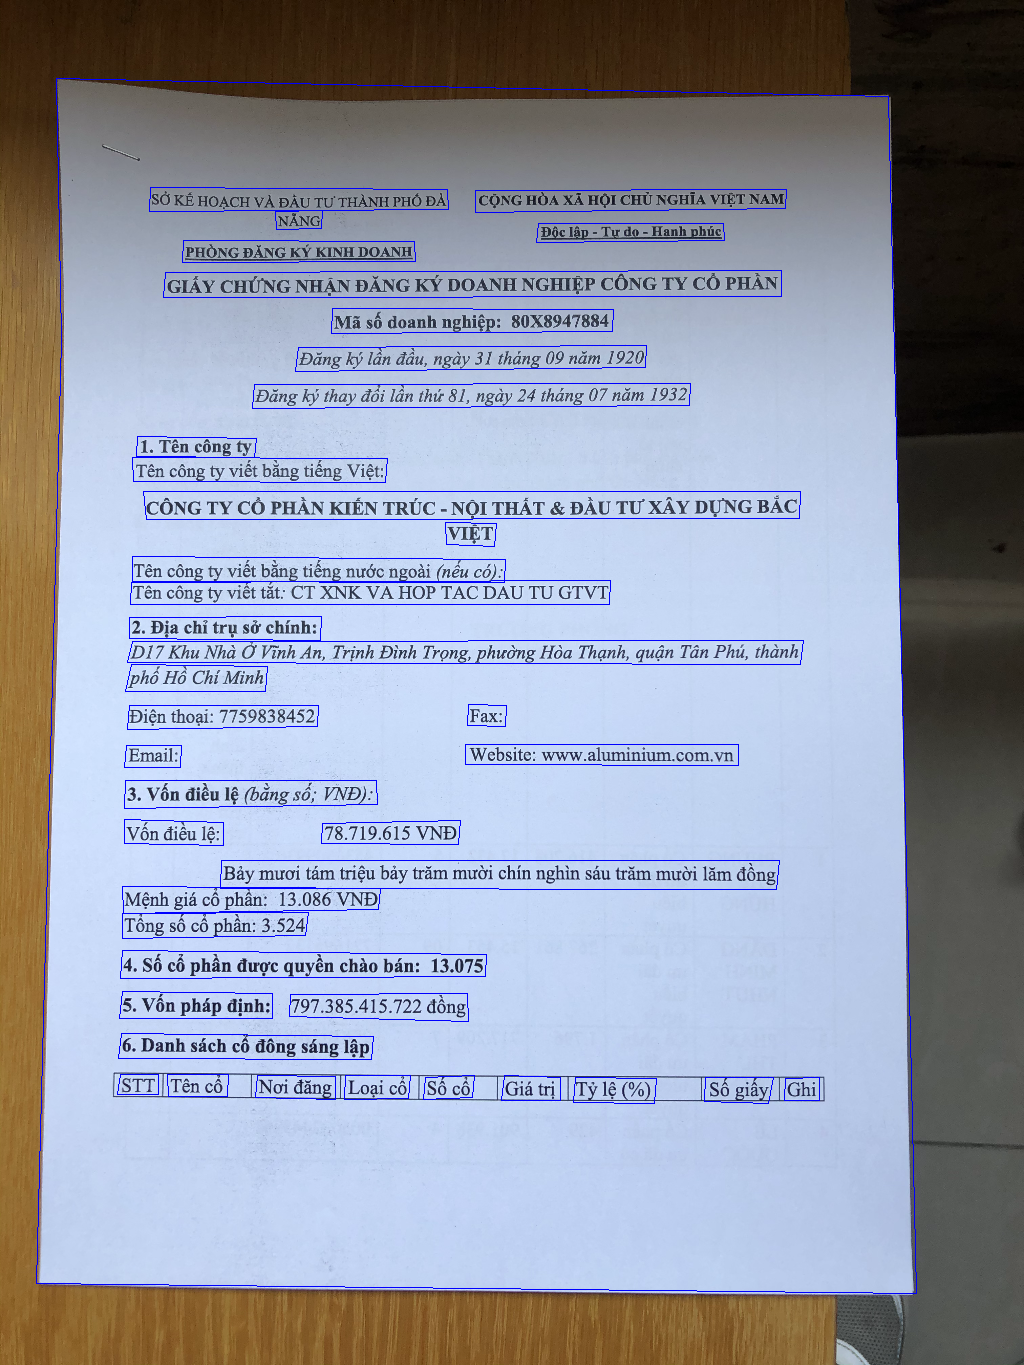 SỞ KẾ HOẠCH VÀ ĐẦU TƯ THÀNH PHỐ ĐÀ NẴNG
CỘNG HÒA XÃ HỘI CHỦ NGHĨA VIỆT NAM
Độc lập - Tự do - Hạnh phúc
PHÒNG ĐĂNG KÝ KINH DOANH
GIẤY CHỨNG NHẬN ĐĂNG KÝ DOANH NGHIỆP CÔNG TY CỔ PHẦN
Mã số doanh nghiệp: 80X8947884
Đăng ký lần đầu, ngày 31 tháng 09 năm 1920
Đăng ký thay đổi lần thứ 81, ngày 24 tháng 07 năm 1932
1. Tên công ty
Tên công ty viết bằng tiếng Việt:
CÔNG TY CỔ PHẦN KIẾN TRÚC - NỘI THẤT & ĐẦU TƯ XÂY DỰNG BẮC
VIỆT
Tên công ty viết bằng tiếng nước ngoài (nếu có):
Tên công ty viết tắt: CT XNK VA HOP TAC DAU TU GTVT
2. Địa chỉ trụ sở chính:
D17 Khu Nhà Ở Vĩnh An, Trịnh Đình Trọng, phường Hòa Thạnh, quận Tân Phú, thành
phố Hồ Chí Minh
Điện thoại: 7759838452 Fax:
Email: Website: www.aluminium.com.vn
3. Vốn điều lệ (bằng số; VNĐ):
Vốn điều lệ: 78.719.615 VNĐ
Bảy mươi tám triệu bảy trăm mười chín nghìn sáu trăm mười lăm đồng
Mệnh giá cổ phần: 13.086 VNĐ
Tổng số cổ phần: 3.524
4. Số cổ phần được quyền chào bán: 13.075
5. Vốn pháp định: 797.385.415.722 đồng
6. Danh sách cổ đông sáng lập
STT Tên cổ Nơi đăng Loại cổ Số cổ Giá trị Tỷ lệ (%) Số giấy Ghi